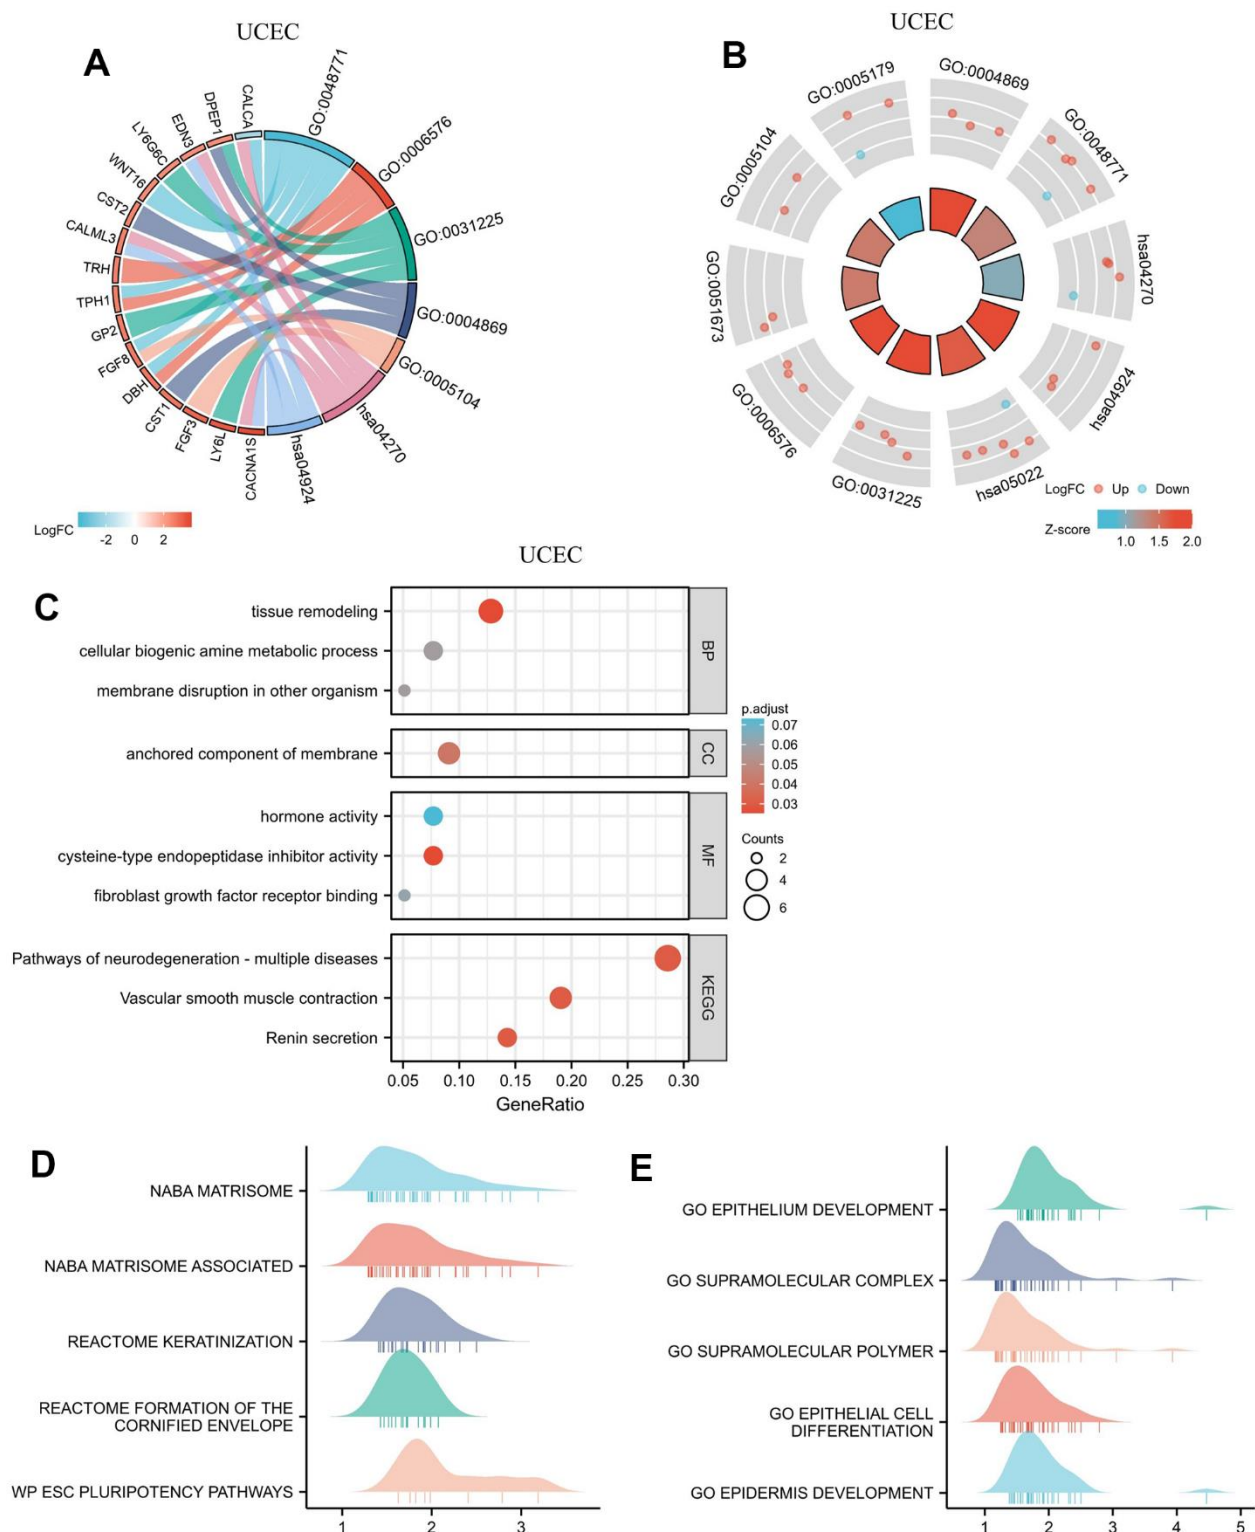 UCEC
A
CALCA
DPEP1
EDN3
LY6G6C
WNT16
CST2
CALML3
TRH
TPH1
GP2
FGF8
DBH
CST1
FGF3
LY6L
CACNA1S
GO:0048771
GO:0006576
GO:0031225
GO:0004869
GO:0005104
hsa04270
hsa04924
LogFC
-2 0 2
UCEC
B
GO:0005179
GO:0004869
GO:0048771
hsa04270
hsa04924
hsa05022
GO:0031225
GO:0006576
GO:0051673
GO:0005104
LogFC Up Down
Z-score
1.0 1.5 2.0
UCEC
C
tissue remodeling
cellular biogenic amine metabolic process
membrane disruption in other organism
BP
anchored component of membrane
CC
hormone activity
cysteine-type endopeptidase inhibitor activity
fibroblast growth factor receptor binding
MF
Pathways of neurodegeneration - multiple diseases
Vascular smooth muscle contraction
Renin secretion
KEGG
0.05 0.10 0.15 0.20 0.25 0.30
GeneRatio
p.adjust
0.07
0.06
0.05
0.04
0.03
Counts
2
4
6
D
NABA MATRISOME
NABA MATRISOME ASSOCIATED
REACTOME KERATINIZATION
REACTOME FORMATION OF THE
CORNIFIED ENVELOPE
WP ESC PLURIPOTENCY PATHWAYS
1 2 3
E
GO EPITHELIUM DEVELOPMENT
GO SUPRAMOLECULAR COMPLEX
GO SUPRAMOLECULAR POLYMER
GO EPITHELIAL CELL
DIFFERENTIATION
GO EPIDERMIS DEVELOPMENT
1 2 3 4 5